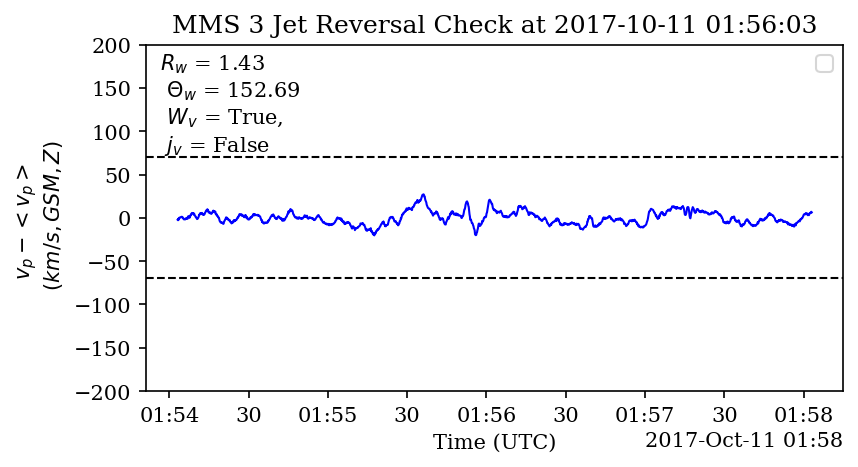 MMS 3 Jet Reversal Check at 2017-10-11 01:56:03
200
150
100
50
0
−50
−100
−150
−200
v_p − < v_p >
(km/s, GSM, Z)
R_w = 1.43
Θ_w = 152.69
W_v = True,
j_v = False
01:54 30 01:55 30 01:56 30 01:57 30 01:58
Time (UTC)
2017-Oct-11 01:58